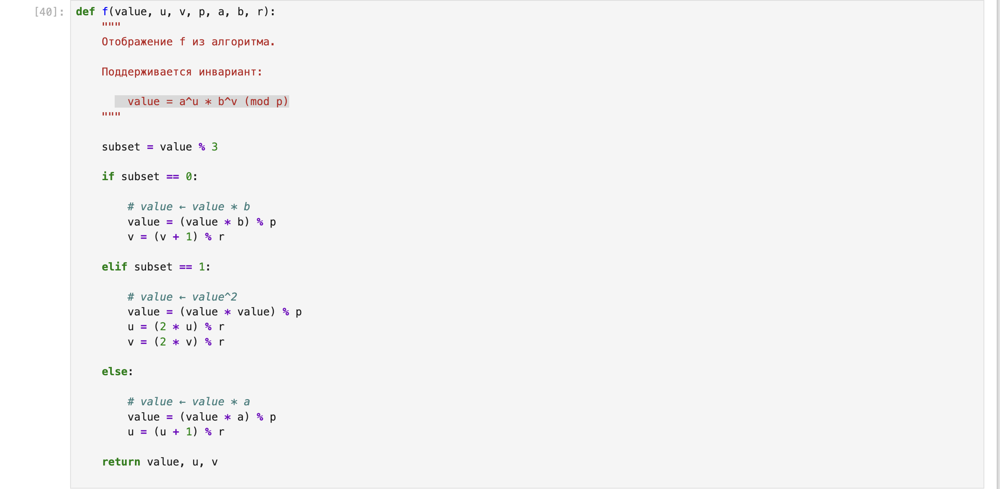 [40]: def f(value, u, v, p, a, b, r):
"""
Отображение f из алгоритма.
Поддерживается инвариант:
value = a^u * b^v (mod p)
"""
subset = value % 3
if subset == 0:
# value ← value * b
value = (value * b) % p
v = (v + 1) % r
elif subset == 1:
# value ← value^2
value = (value * value) % p
u = (2 * u) % r
v = (2 * v) % r
else:
# value ← value * a
value = (value * a) % p
u = (u + 1) % r
return value, u, v